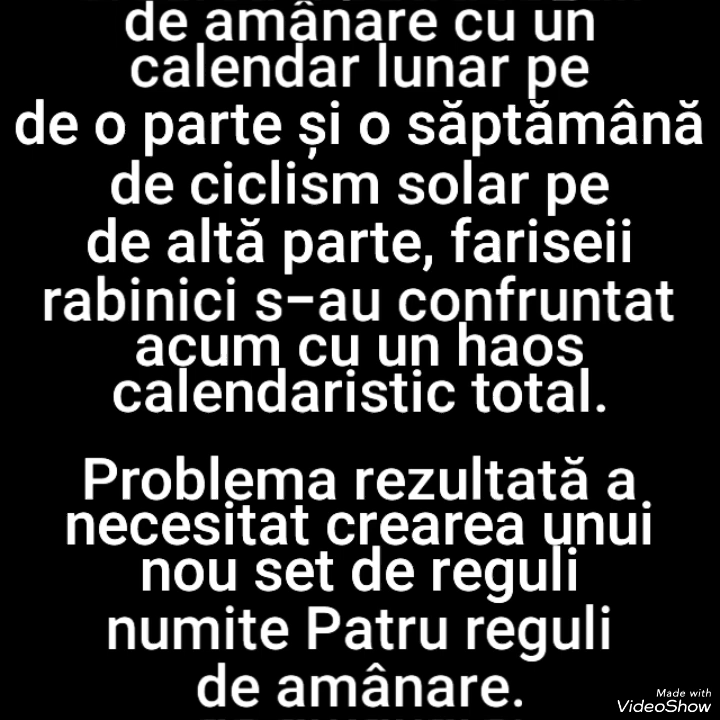 de amânare cu un
calendar lunar pe
de o parte și o săptămână
de ciclism solar pe
de altă parte, fariseii
rabinici s-au confruntat
acum cu un haos
calendaristic total.
Problema rezultată a
necesitat crearea unui
nou set de reguli
numite Patru reguli
de amânare.
Made with
VideoShow